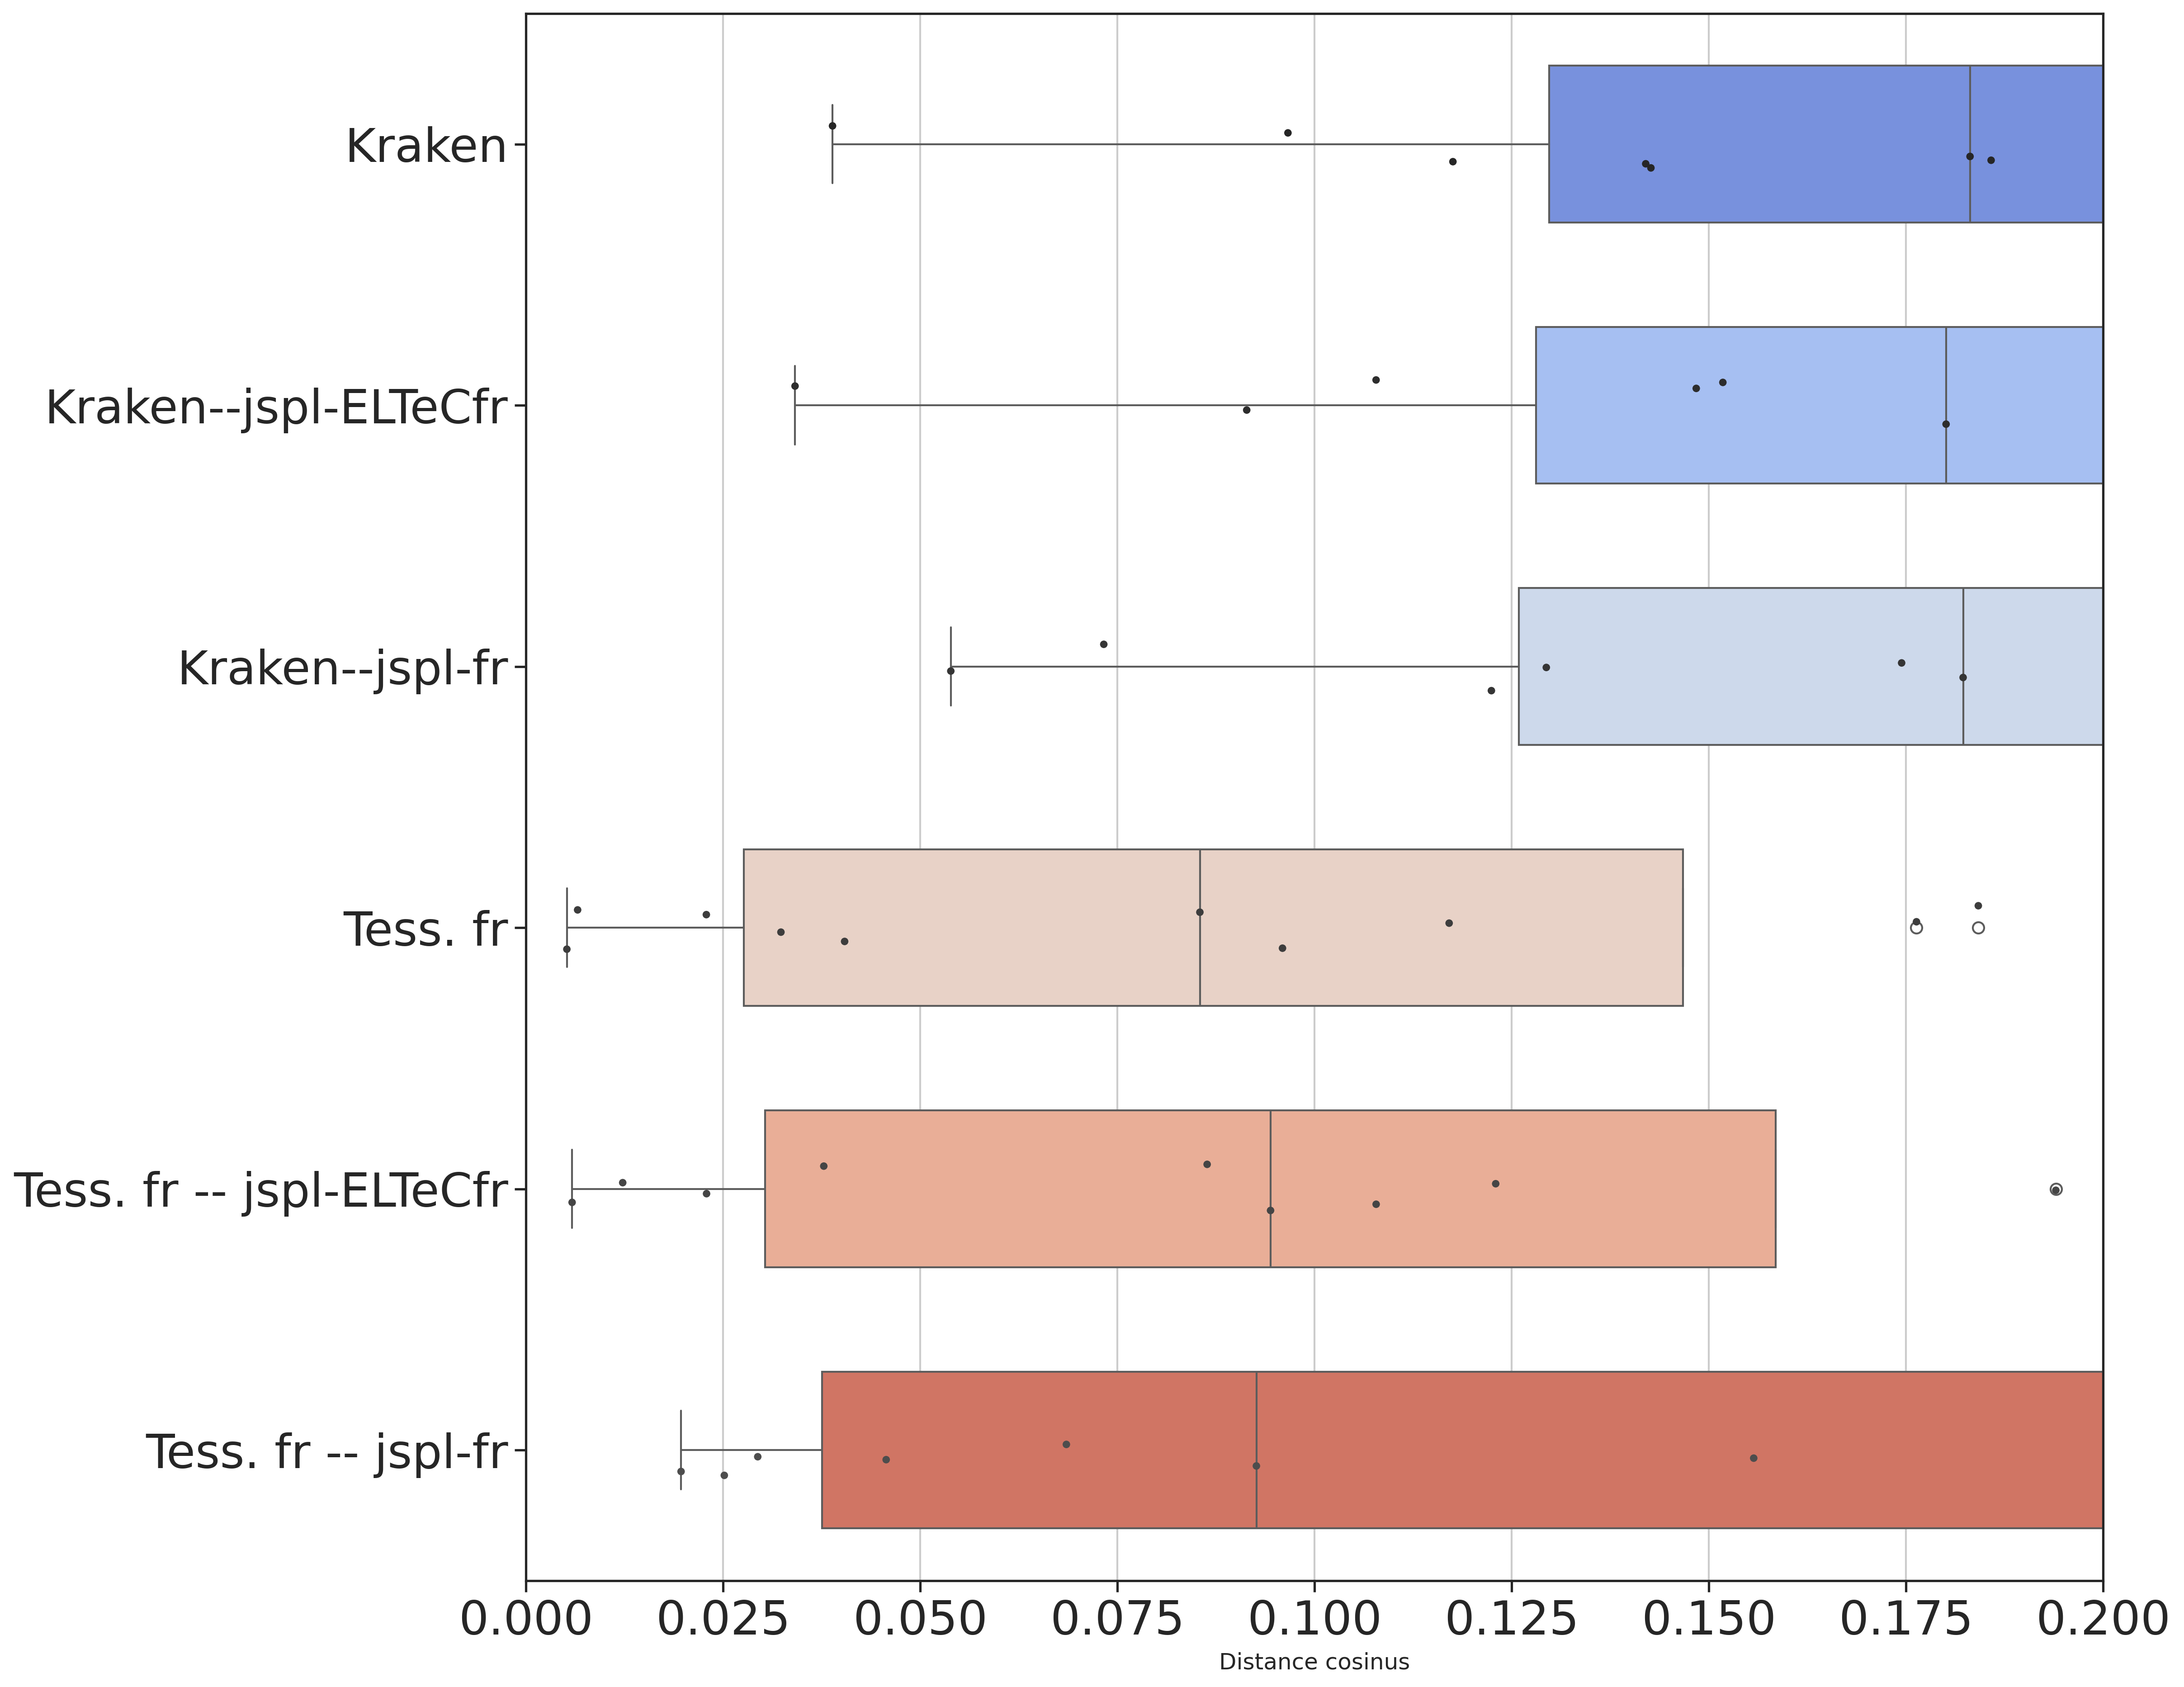 Kraken
Kraken--jspl-ELTeCfr
Kraken--jspl-fr
Tess. fr
Tess. fr -- jspl-ELTeCfr
Tess. fr -- jspl-fr
0.000 0.025 0.050 0.075 0.100 0.125 0.150 0.175 0.200
Distance cosinus